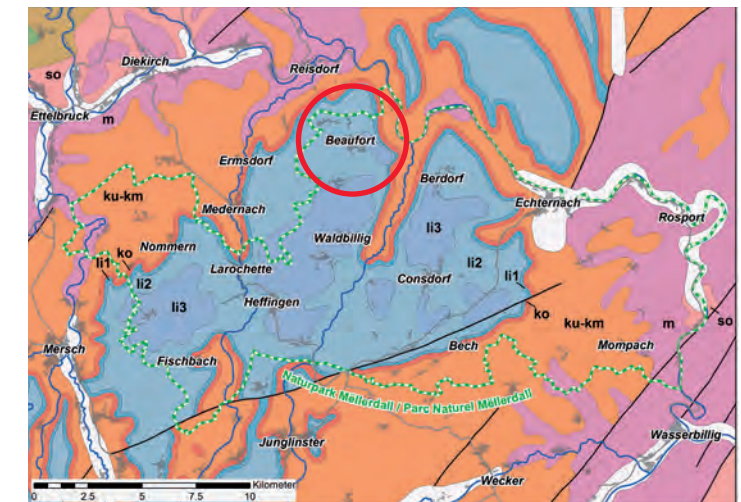 Diekirch
Reisdorf
so
Ettelbruck
m
Beaufort
Ermsdorf
Berdorf
Echternach
ku-km
Medernach
Rosport
Nommern
Waldbillig
li3
ko
li1
li2
Larochette
li2
Consdorf
li1
li3
Heffingen
ko
ku-km
m
so
Mersch
Bech
Mompach
Fischbach
Naturpark Mëllerdall / Parc Naturel Mëllerdall
Junglinster
Wasserbillig
Wecker
Kilometer
0 2.5 5 7.5 10